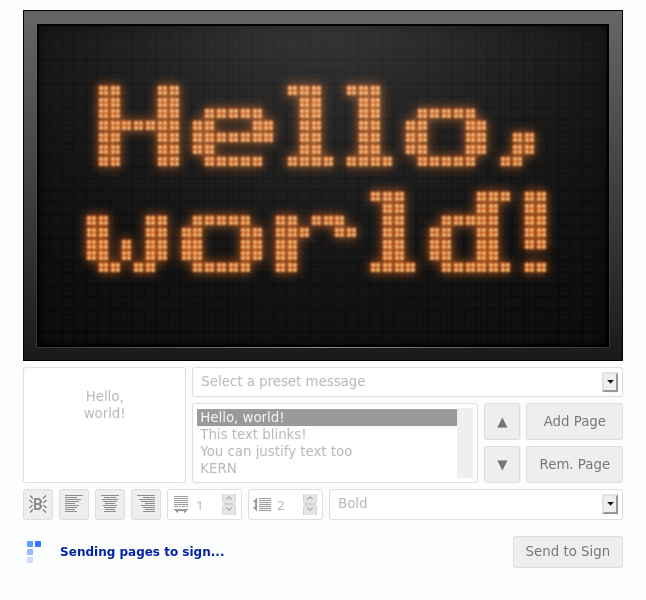 Hello,
world!
Hello,
world!
Select a preset message
Hello, world!
This text blinks!
You can justify text too
KERN
Add Page
Rem. Page
B
1
2
Bold
Sending pages to sign...
Send to Sign